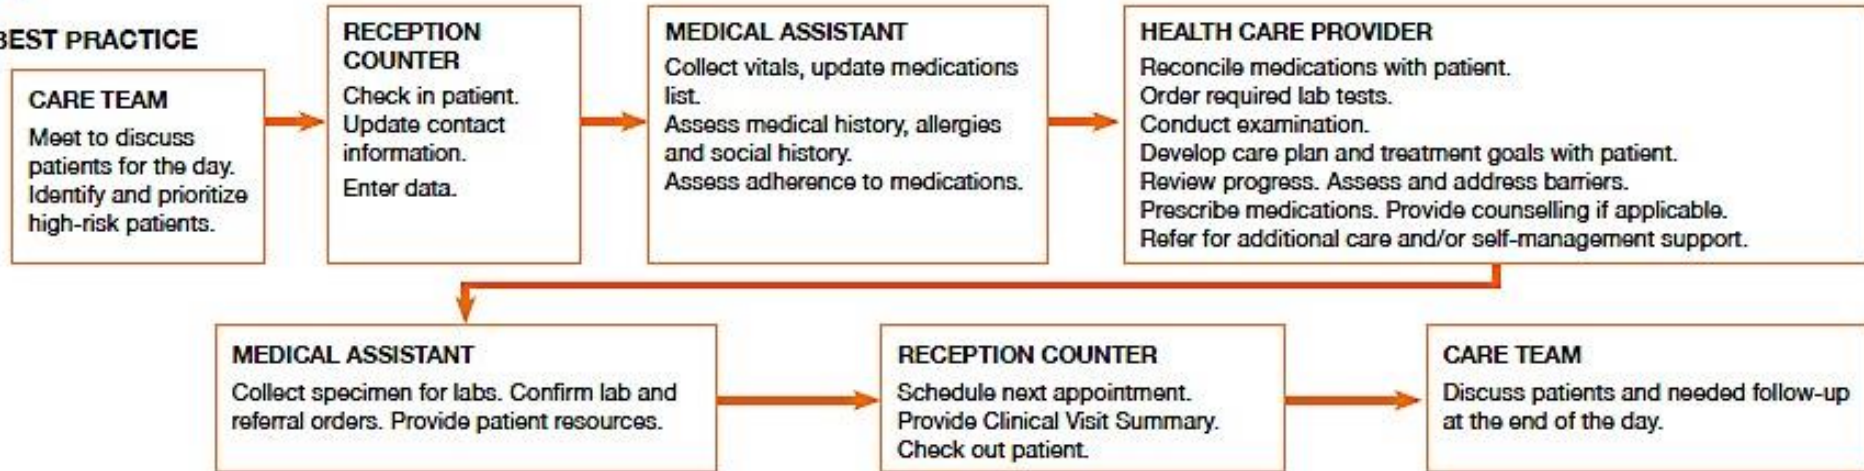 BEST PRACTICE
CARE TEAM
Meet to discuss
patients for the day.
Identify and prioritize
high-risk patients.
RECEPTION
COUNTER
Check in patient.
Update contact
information.
Enter data.
MEDICAL ASSISTANT
Collect vitals, update medications
list.
Assess medical history, allergies
and social history.
Assess adherence to medications.
HEALTH CARE PROVIDER
Reconcile medications with patient.
Order required lab tests.
Conduct examination.
Develop care plan and treatment goals with patient.
Review progress. Assess and address barriers.
Prescribe medications. Provide counselling if applicable.
Refer for additional care and/or self-management support.
MEDICAL ASSISTANT
Collect specimen for labs. Confirm lab and
referral orders. Provide patient resources.
RECEPTION COUNTER
Schedule next appointment.
Provide Clinical Visit Summary.
Check out patient.
CARE TEAM
Discuss patients and needed follow-up
at the end of the day.